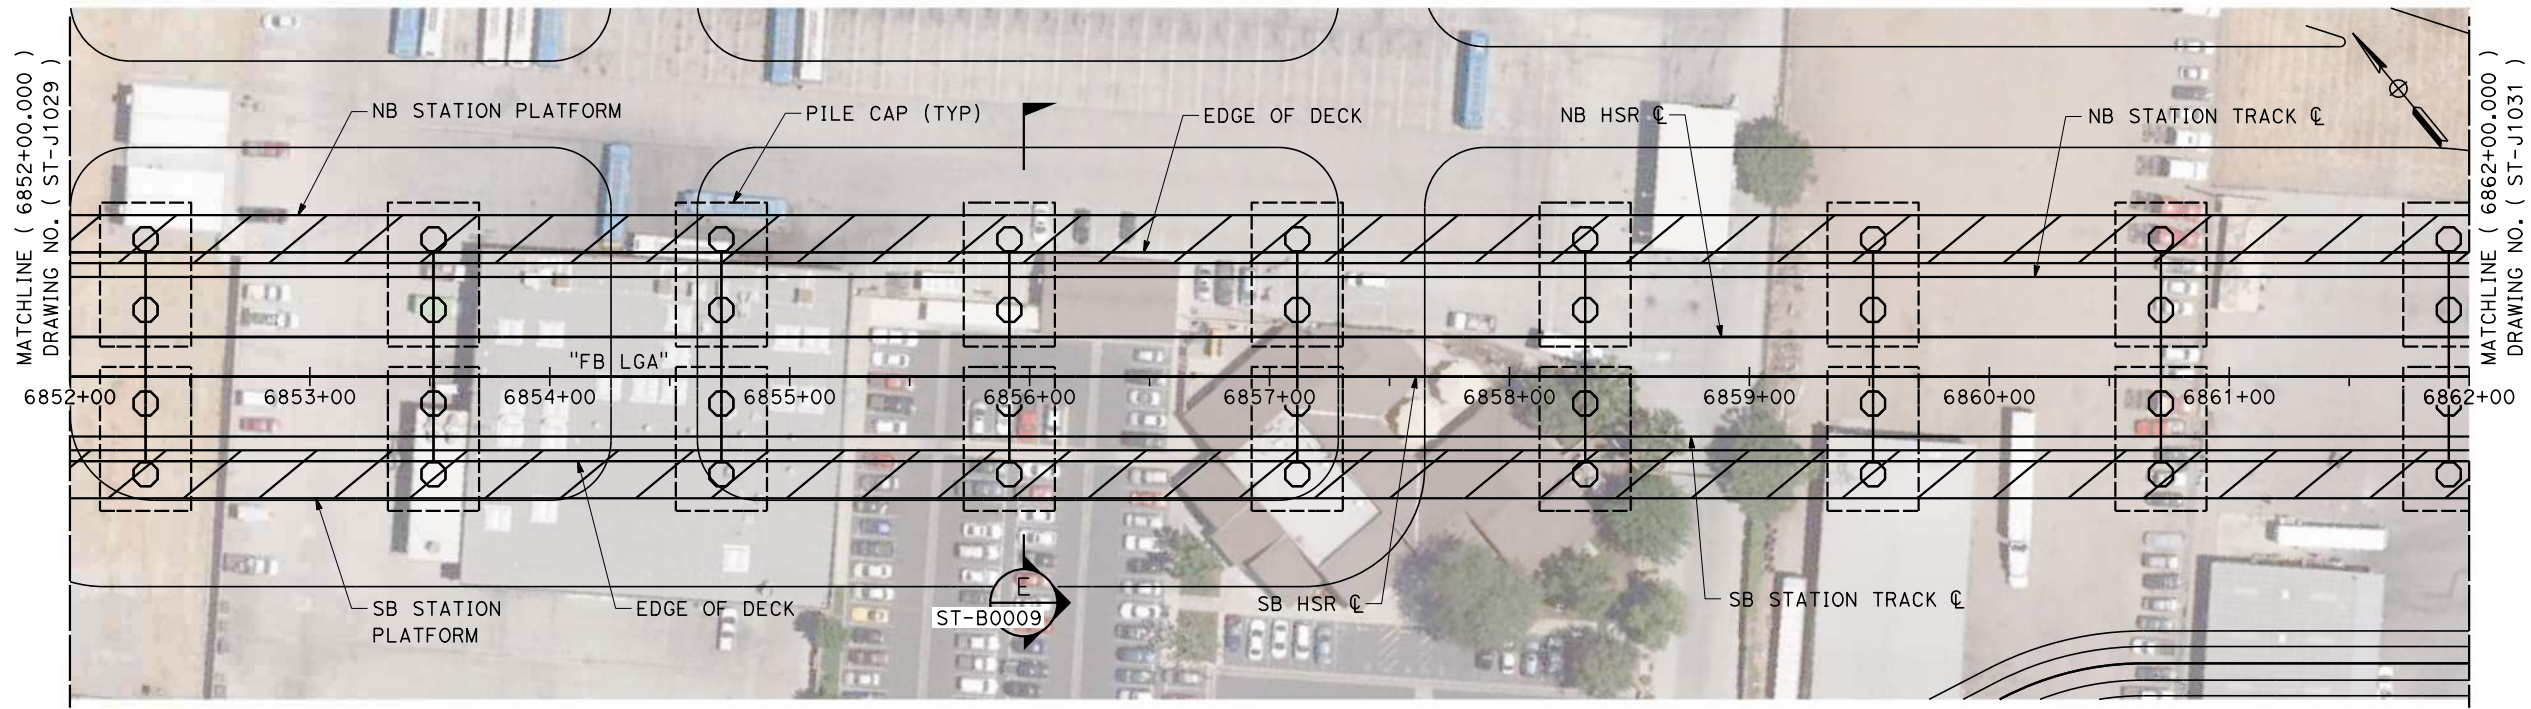 MATCHLINE ( 6852+00.000 )
DRAWING NO. ( ST-J1029 )
NB STATION PLATFORM
PILE CAP (TYP)
EDGE OF DECK
NB HSR ℄
NB STATION TRACK ℄
MATCHLINE ( 6862+00.000 )
DRAWING NO. ( ST-J1031 )
"FB LGA"
6852+00 6853+00 6854+00 6855+00 6856+00 6857+00 6858+00 6859+00 6860+00 6861+00 6862+00
SB STATION
PLATFORM
EDGE OF DECK
E
ST-B0009
SB HSR ℄
SB STATION TRACK ℄